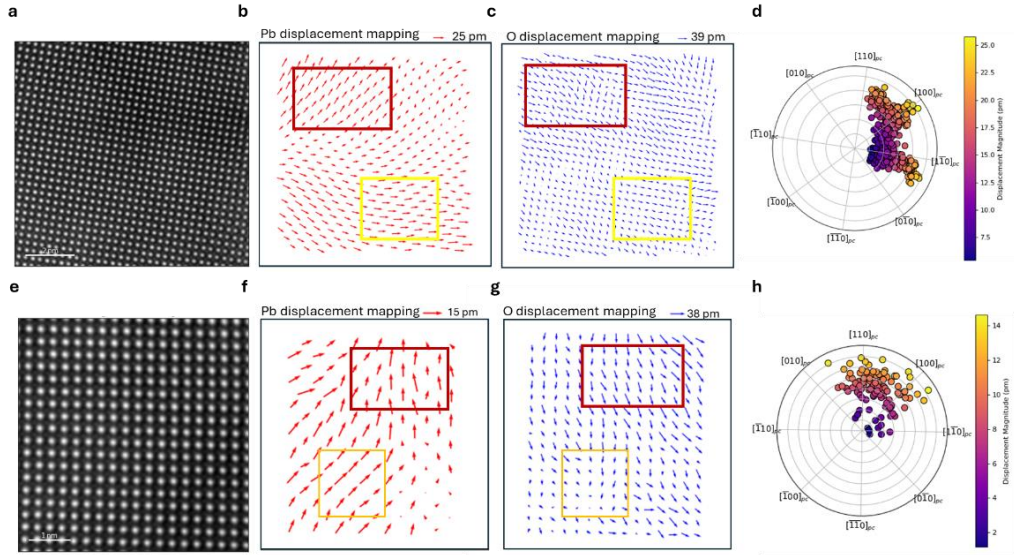 a
b
c
d
Pb displacement mapping → 25 pm
O displacement mapping → 39 pm
2nm
[110]pc
[010]pc
[100]pc
[1̅10]pc
[11̅0]pc
[1̅00]pc
[01̅0]pc
[1̅1̅0]pc
25.0
22.5
20.0
17.5
15.0
12.5
10.0
7.5
Displacement Magnitude (pm)
e
f
g
h
Pb displacement mapping → 15 pm
O displacement mapping → 38 pm
1nm
[110]pc
[010]pc
[100]pc
[1̅10]pc
[11̅0]pc
[1̅00]pc
[01̅0]pc
[1̅1̅0]pc
14
12
10
8
6
4
2
Displacement Magnitude (pm)